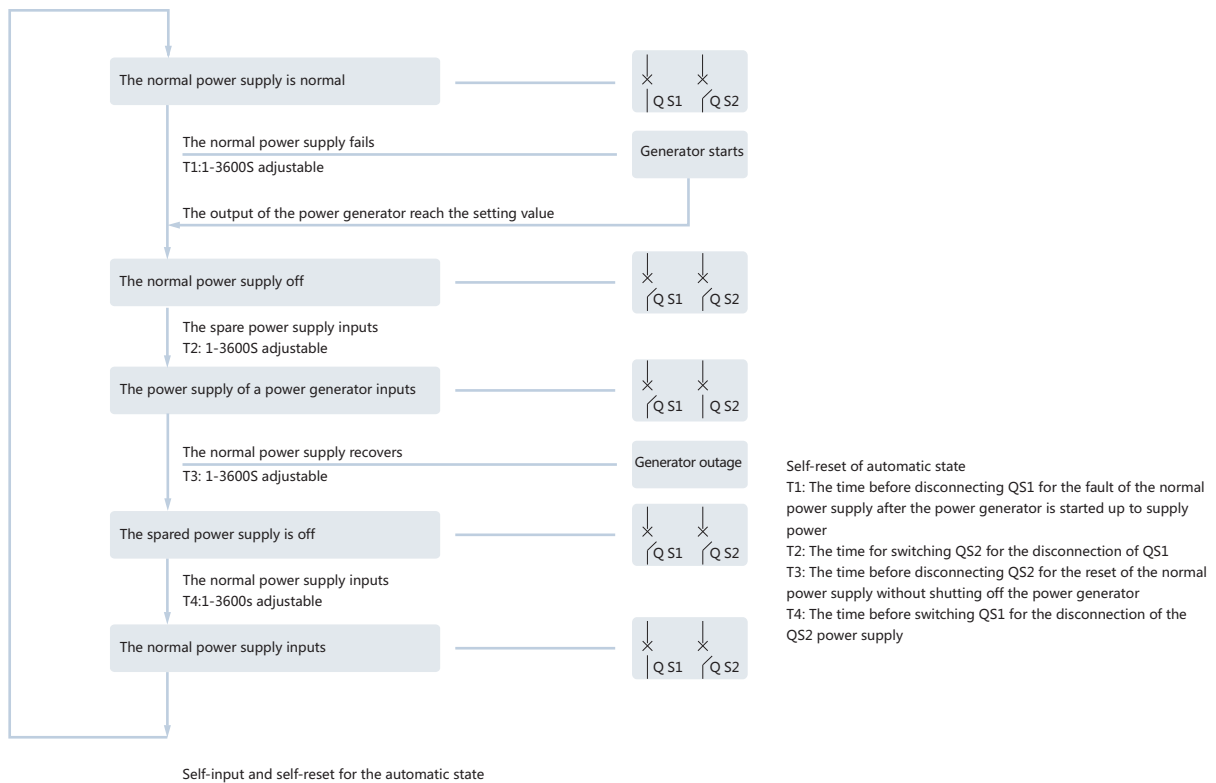 The normal power supply is normal
Q S1 Q S2
The normal power supply fails
T1:1-3600S adjustable
Generator starts
The output of the power generator reach the setting value
The normal power supply off
Q S1 Q S2
The spare power supply inputs
T2: 1-3600S adjustable
The power supply of a power generator inputs
Q S1 Q S2
The normal power supply recovers
T3: 1-3600S adjustable
Generator outage
The spared power supply is off
Q S1 Q S2
The normal power supply inputs
T4:1-3600s adjustable
The normal power supply inputs
Q S1 Q S2
Self-reset of automatic state
T1: The time before disconnecting QS1 for the fault of the normal
power supply after the power generator is started up to supply
power
T2: The time for switching QS2 for the disconnection of QS1
T3: The time before disconnecting QS2 for the reset of the normal
power supply without shutting off the power generator
T4: The time before switching QS1 for the disconnection of the
QS2 power supply
Self-input and self-reset for the automatic state